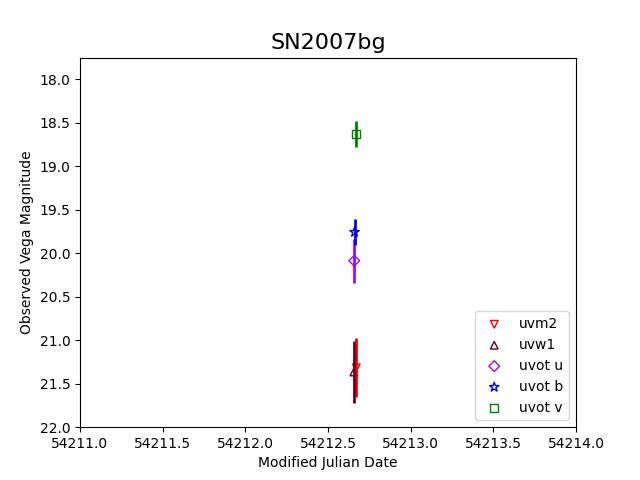 SN2007bg
Observed Vega Magnitude
18.0
18.5
19.0
19.5
20.0
20.5
21.0
21.5
22.0
uvm2
uvw1
uvot u
uvot b
uvot v
54211.0 54211.5 54212.0 54212.5 54213.0 54213.5 54214.0
Modified Julian Date